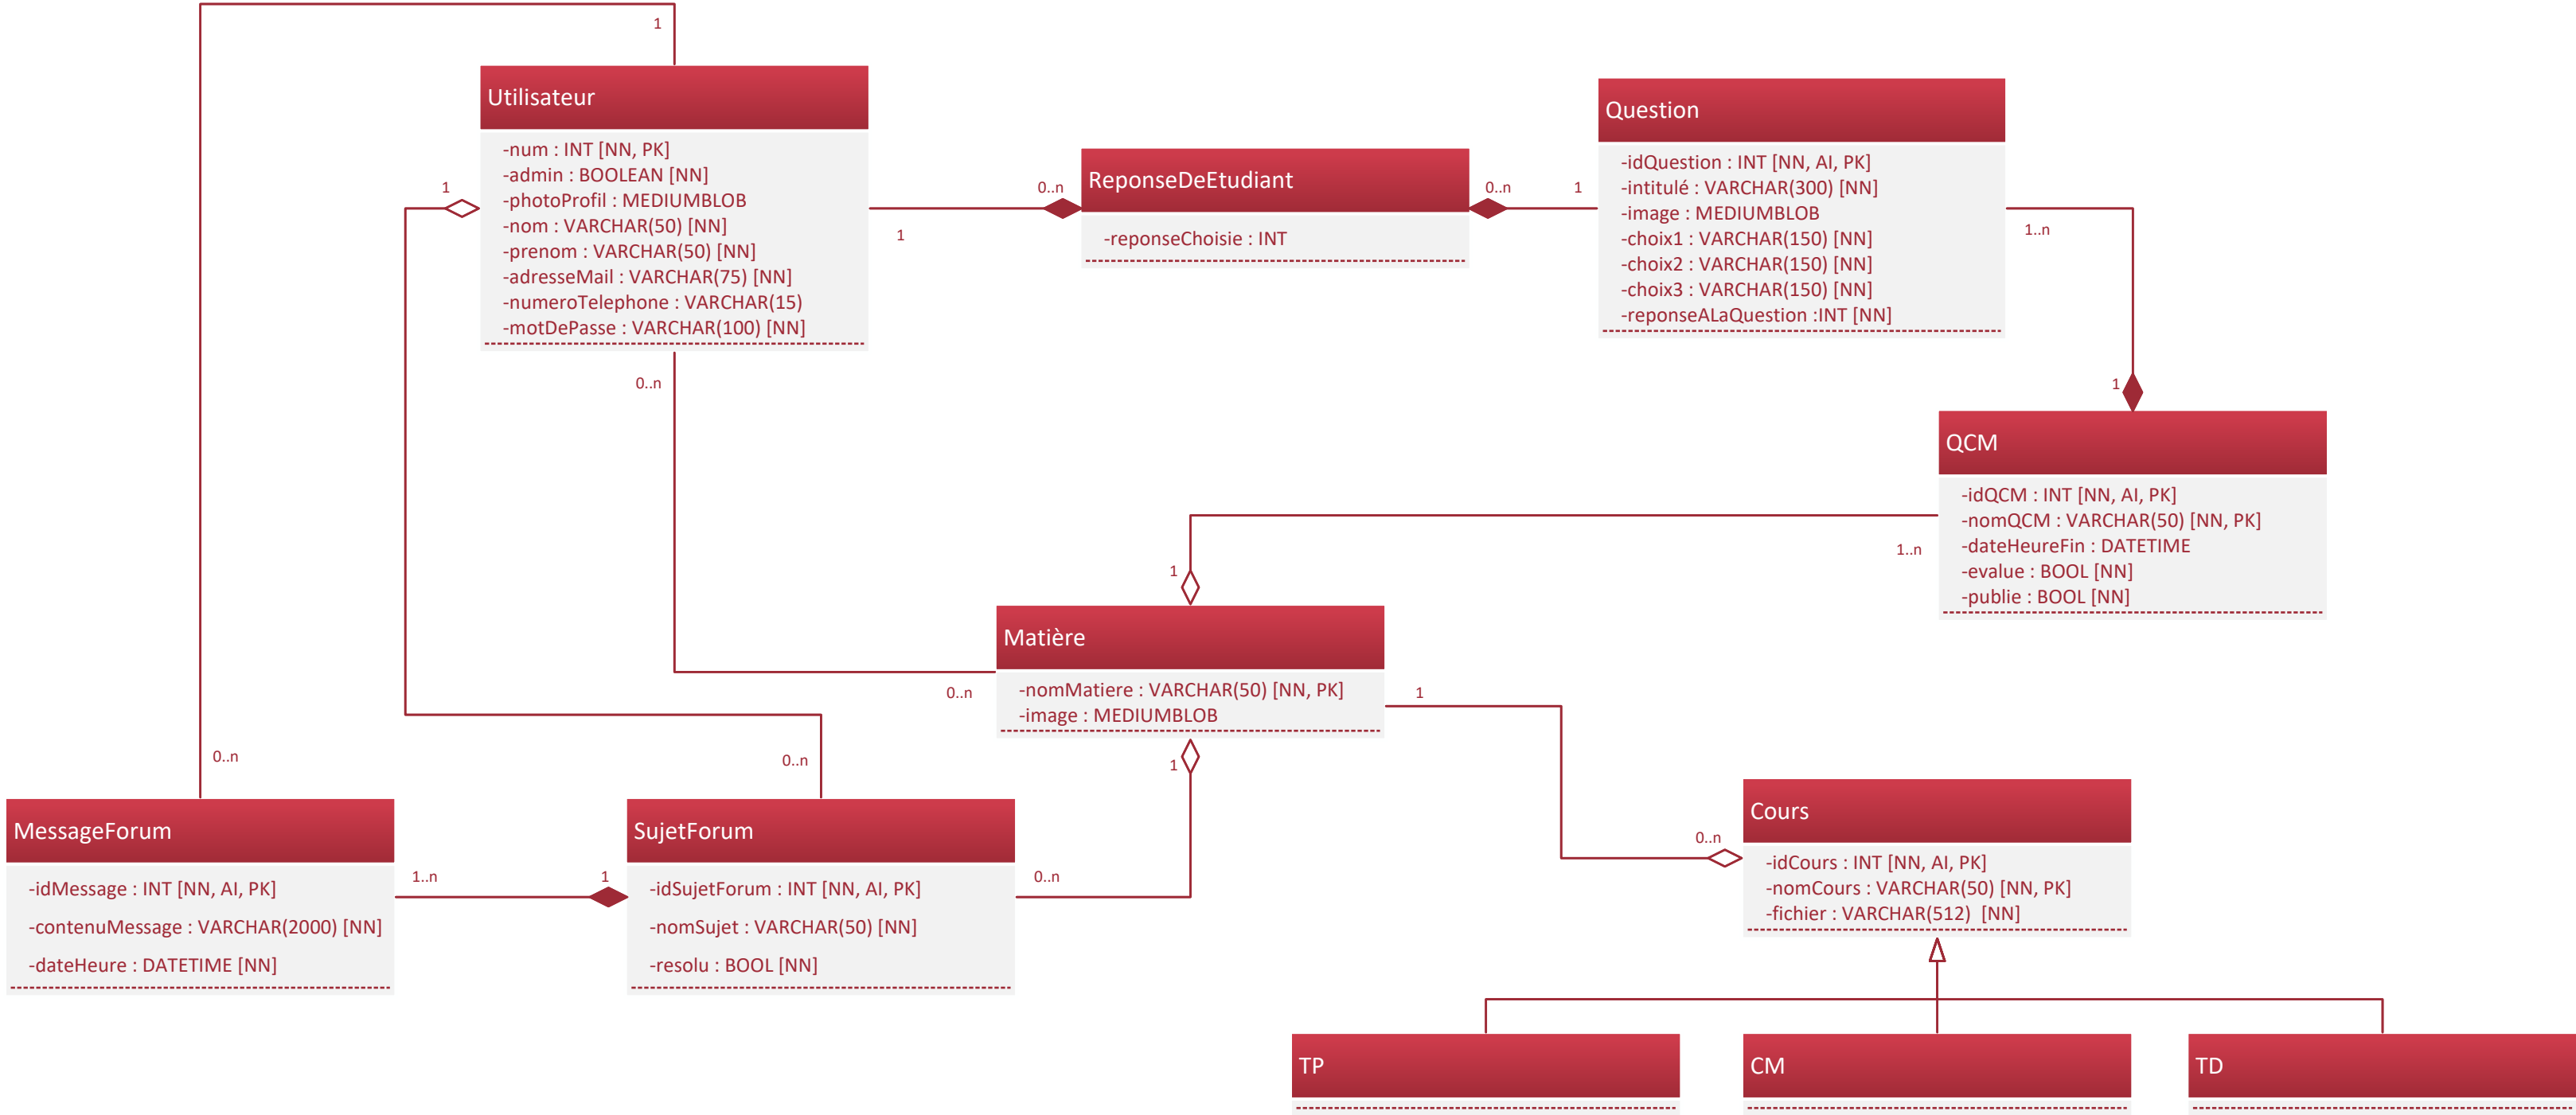 1
Utilisateur
-num : INT [NN, PK]
-admin : BOOLEAN [NN]
-photoProfil : MEDIUMBLOB
-nom : VARCHAR(50) [NN]
-prenom : VARCHAR(50) [NN]
-adresseMail : VARCHAR(75) [NN]
-numeroTelephone : VARCHAR(15)
-motDePasse : VARCHAR(100) [NN]
1
1
0..n
0..n
ReponseDeEtudiant
-reponseChoisie : INT
0..n
1
Question
-idQuestion : INT [NN, AI, PK]
-intitulé : VARCHAR(300) [NN]
-image : MEDIUMBLOB
-choix1 : VARCHAR(150) [NN]
-choix2 : VARCHAR(150) [NN]
-choix3 : VARCHAR(150) [NN]
-reponseALaQuestion :INT [NN]
1..n
1
QCM
-idQCM : INT [NN, AI, PK]
-nomQCM : VARCHAR(50) [NN, PK]
-dateHeureFin : DATETIME
-evalue : BOOL [NN]
-publie : BOOL [NN]
1..n
1
Matière
-nomMatiere : VARCHAR(50) [NN, PK]
-image : MEDIUMBLOB
0..n
1
1
0..n
0..n
MessageForum
-idMessage : INT [NN, AI, PK]
-contenuMessage : VARCHAR(2000) [NN]
-dateHeure : DATETIME [NN]
1..n
1
SujetForum
-idSujetForum : INT [NN, AI, PK]
-nomSujet : VARCHAR(50) [NN]
-resolu : BOOL [NN]
0..n
0..n
Cours
-idCours : INT [NN, AI, PK]
-nomCours : VARCHAR(50) [NN, PK]
-fichier : VARCHAR(512) [NN]
TP
CM
TD